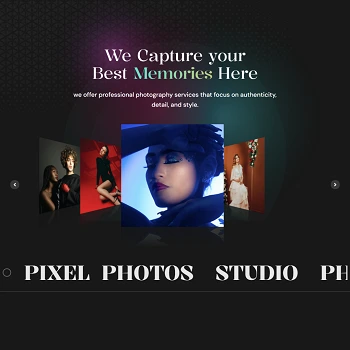 We Capture your
Best Memories Here
we offer professional photography services that focus on authenticity,
detail, and style.
PIXEL PHOTOS STUDIO PH